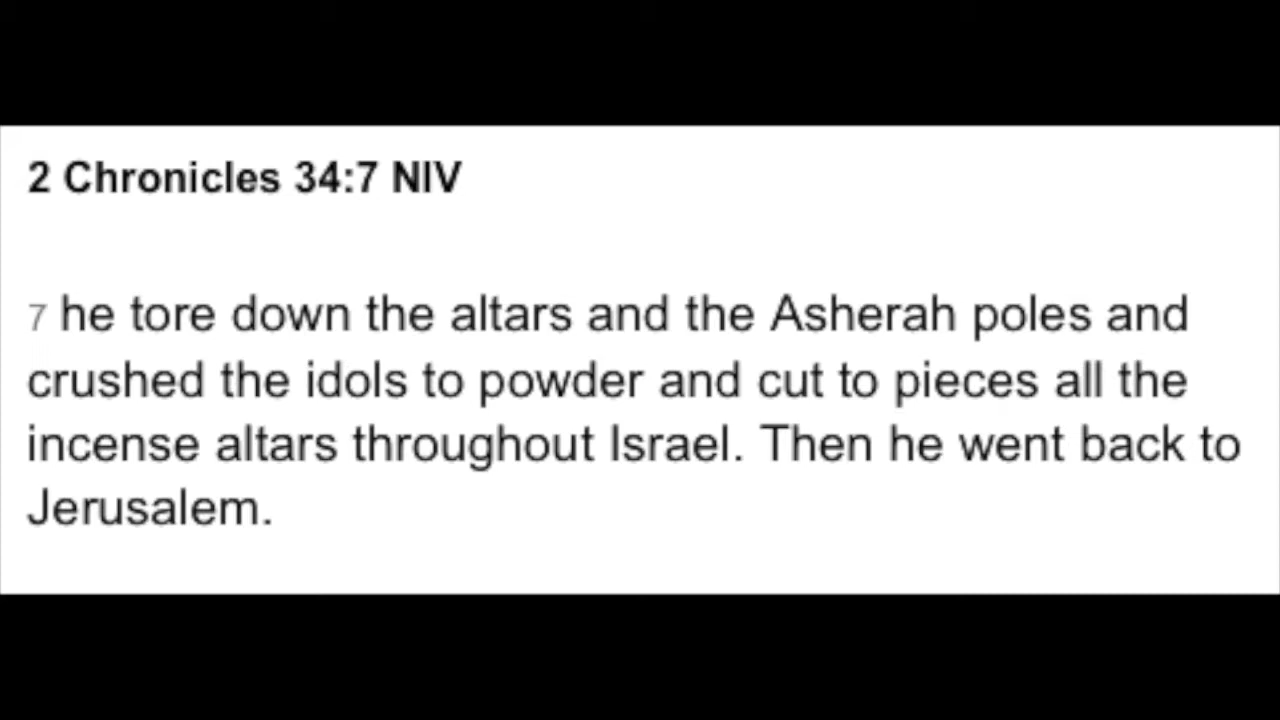 2 Chronicles 34:7 NIV
7 he tore down the altars and the Asherah poles and
crushed the idols to powder and cut to pieces all the
incense altars throughout Israel. Then he went back to
Jerusalem.